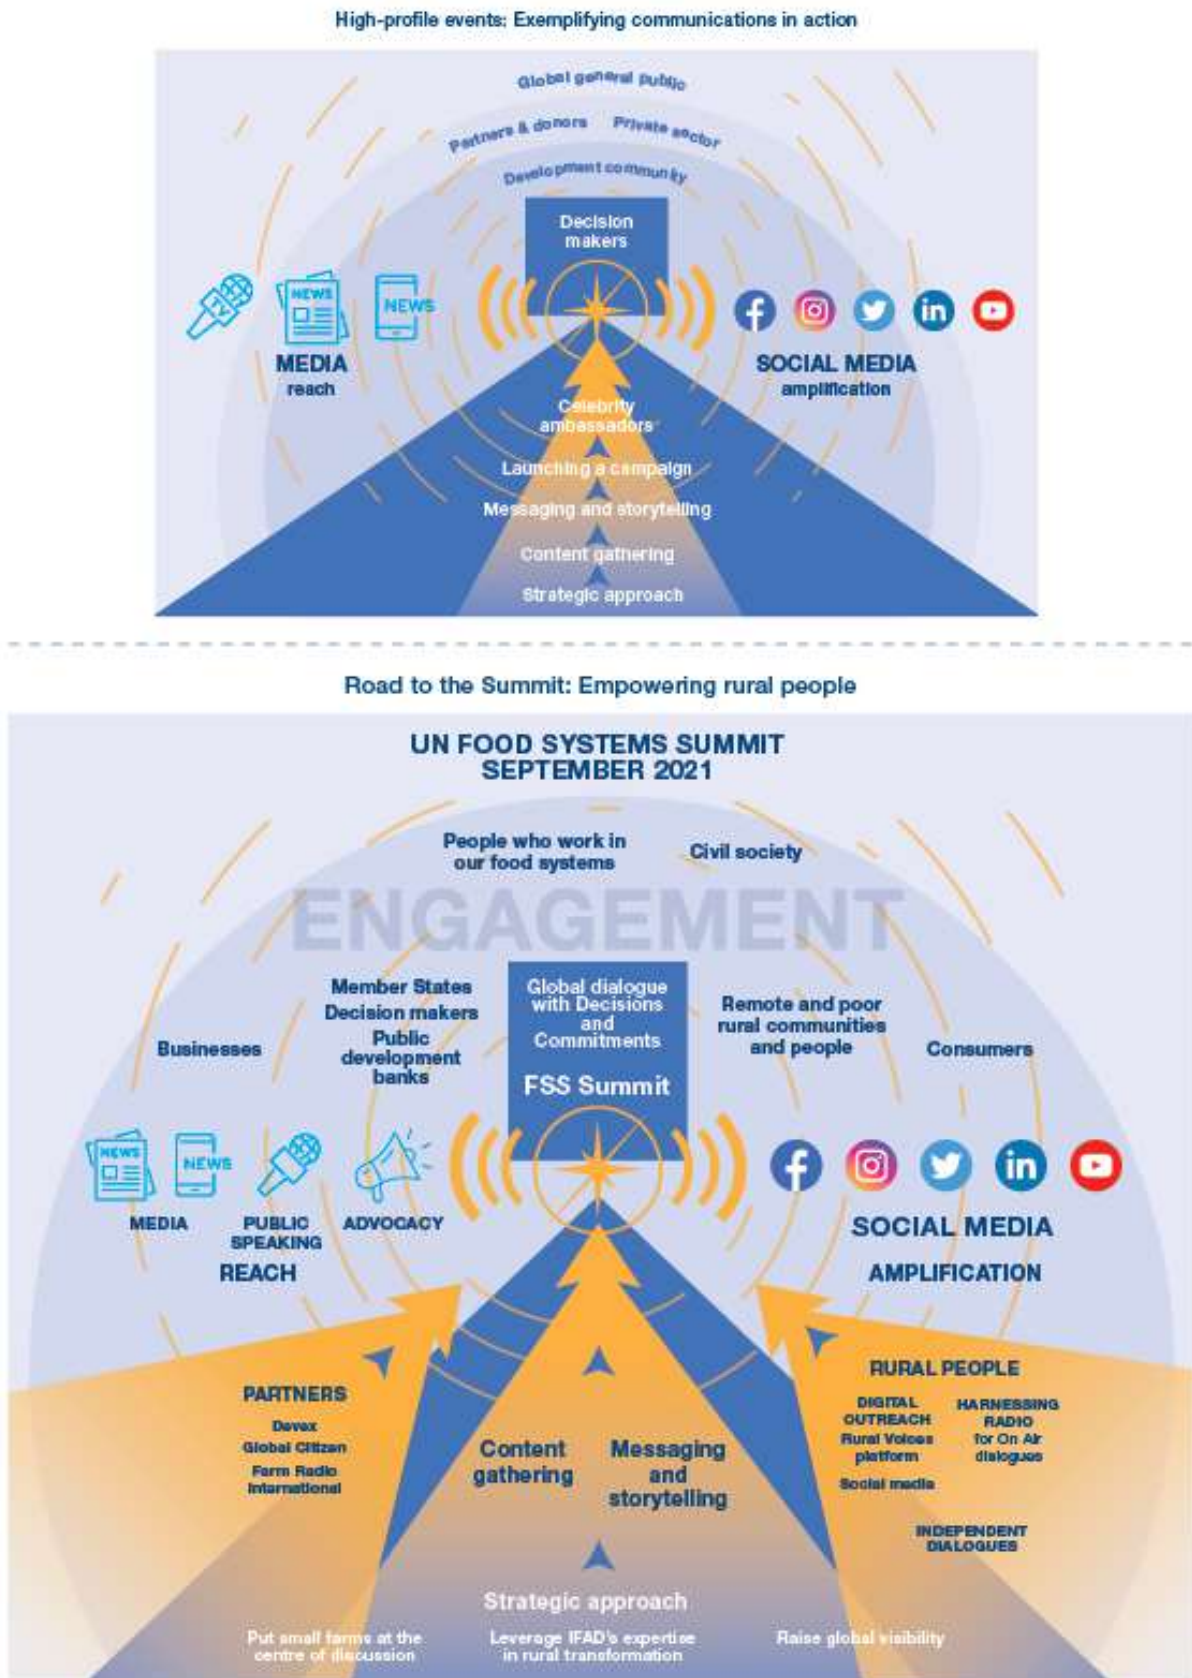 High-profile events: Exemplifying communications in action
Global general public
Partners & donors
Private sector
Development community
Decision
makers
TV
NEWS
NEWS
MEDIA
reach
SOCIAL MEDIA
amplification
Celebrity
ambassadors
Launching a campaign
Messaging and storytelling
Content gathering
Strategic approach
Road to the Summit: Empowering rural people
UN FOOD SYSTEMS SUMMIT
SEPTEMBER 2021
People who work in
our food systems
Civil society
ENGAGEMENT
Member States
Decision makers
Public
development
banks
Businesses
Global dialogue
with Decisions
and
Commitments
FSS Summit
Remote and poor
rural communities
and people
Consumers
NEWS
NEWS
MEDIA
PUBLIC
SPEAKING
ADVOCACY
REACH
SOCIAL MEDIA
AMPLIFICATION
PARTNERS
Devex
Global Citizen
Farm Radio
International
Content
gathering
Messaging
and
storytelling
RURAL PEOPLE
DIGITAL
OUTREACH
Rural Voices
platform
Social media
HARNESSING
RADIO
for On Air
dialogues
INDEPENDENT
DIALOGUES
Strategic approach
Put small farms at the
centre of discussion
Leverage IFAD's expertise
in rural transformation
Raise global visibility